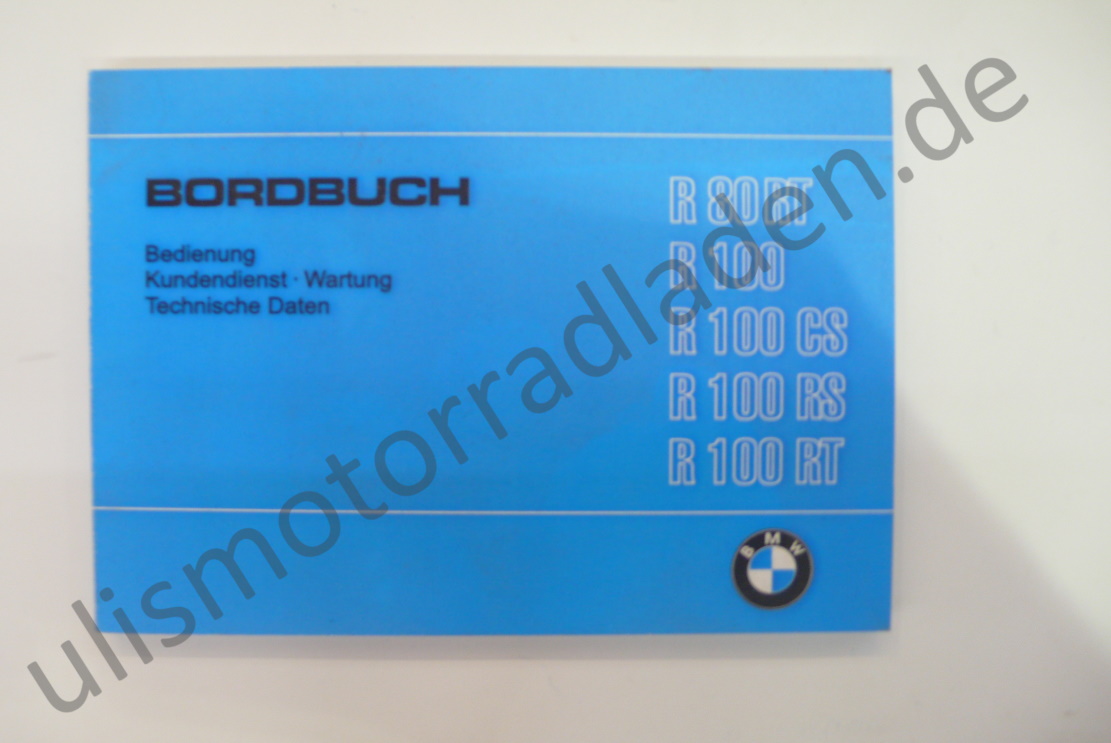 BORDBUCH
Bedienung
Kundendienst · Wartung
Technische Daten
R 80 RT
R 100
R 100 CS
R 100 RS
R 100 RT
BMW
ulismotorradladen.de